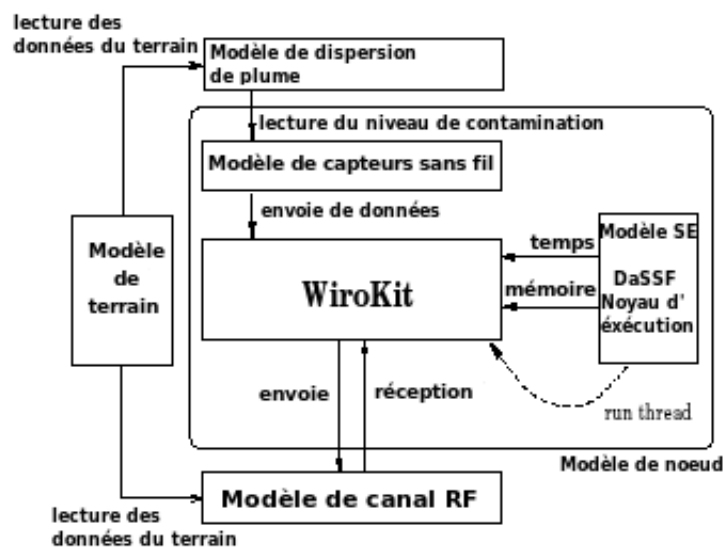 lecture des
données du terrain
Modèle de dispersion
de plume
lecture du niveau de contamination
Modèle de capteurs sans fil
envoie de données
Modèle
de
terrain
WiroKit
temps
mémoire
Modèle SE
DaSSF
Noyau d'
éxécution
envoie
réception
run thread
Modèle de noeud
Modèle de canal RF
lecture des
données du terrain